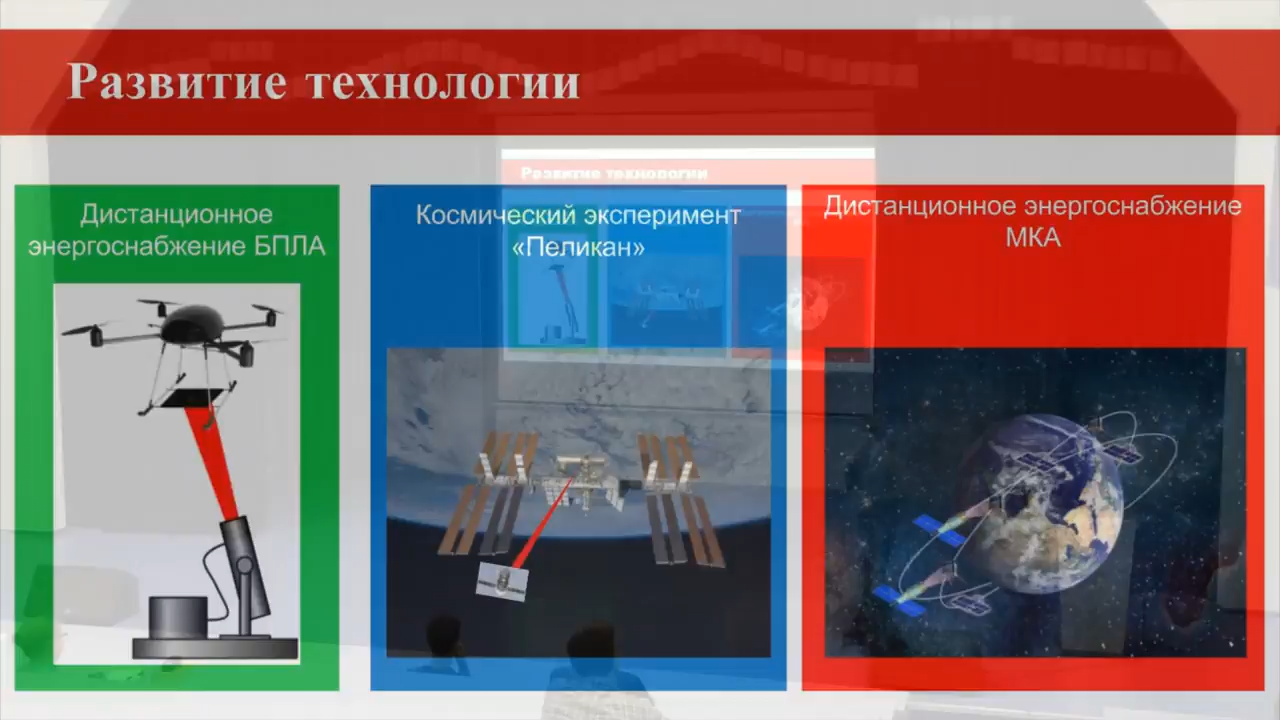 Развитие технологии
Развитие технологии
Дистанционное
энергоснабжение БПЛА
Космический эксперимент
«Пеликан»
Дистанционное энергоснабжение
МКА